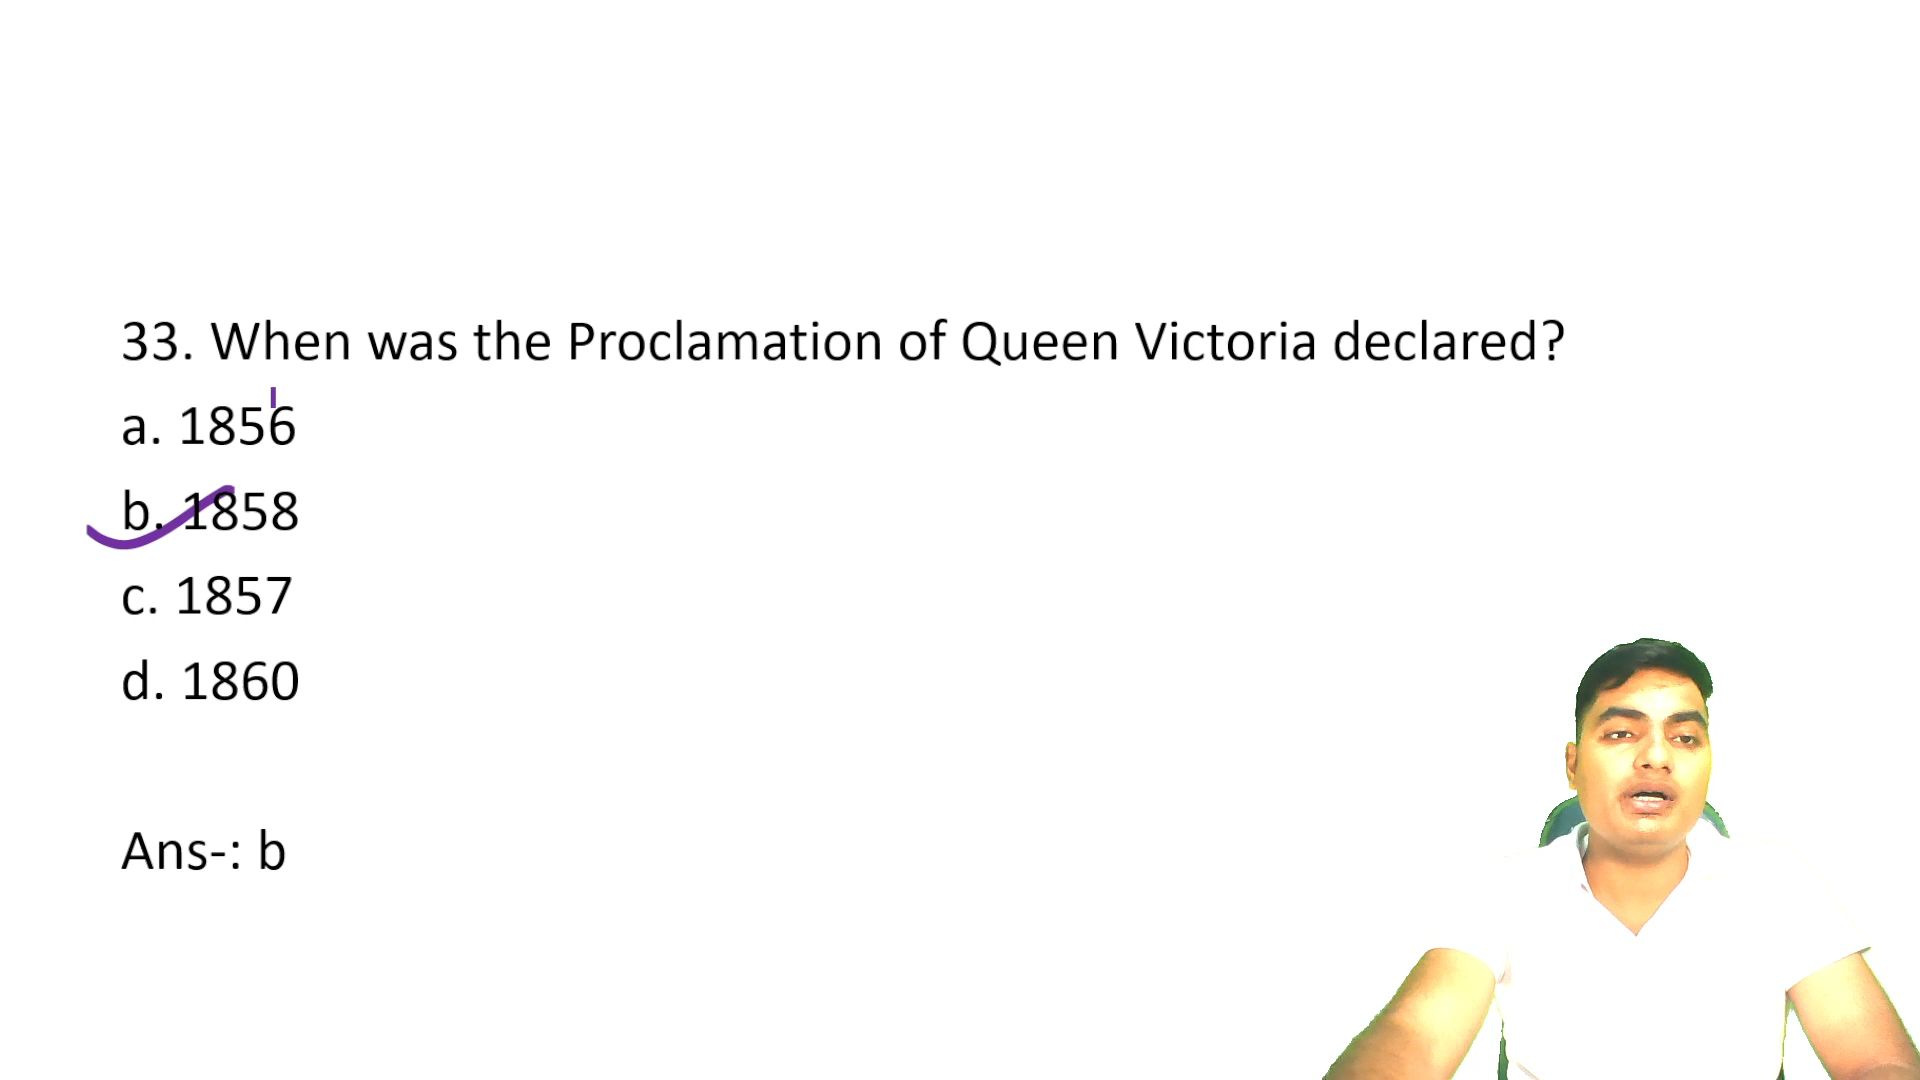 33. When was the Proclamation of Queen Victoria declared?
a. 1856
b. 1858
c. 1857
d. 1860
Ans-: b